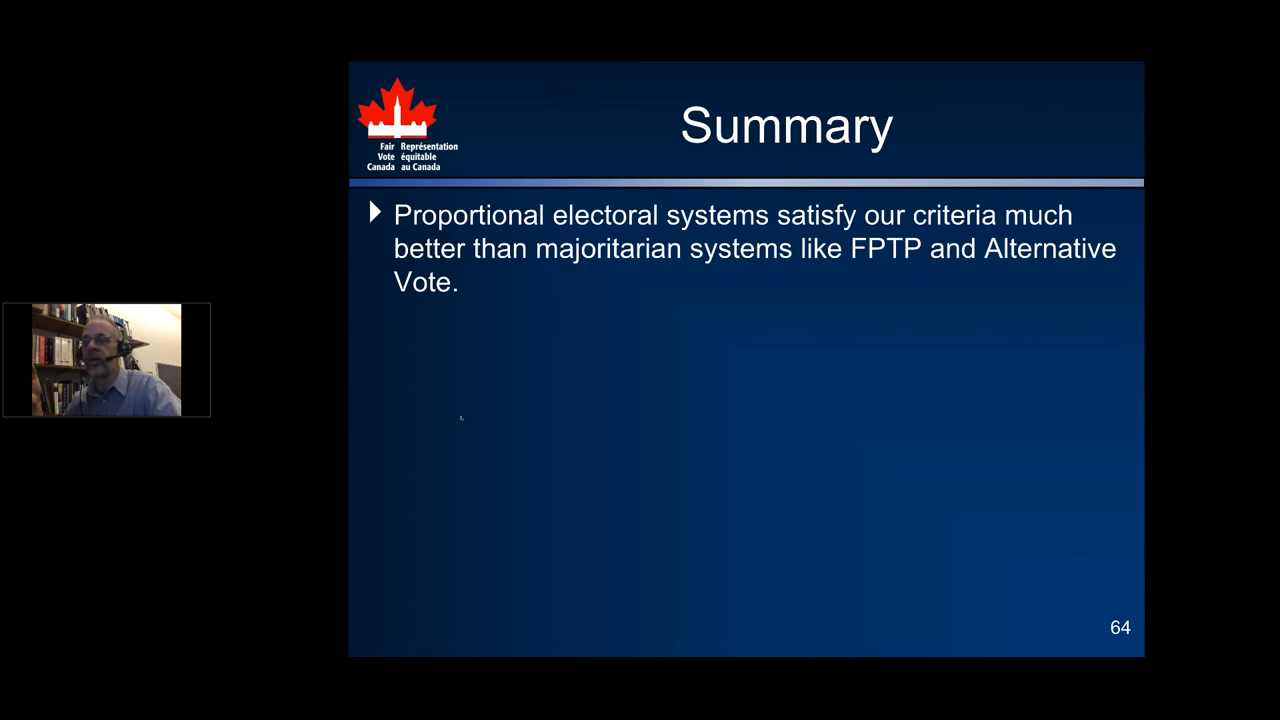 Summary
Fair Représentation
Vote équitable
Canada au Canada
Proportional electoral systems satisfy our criteria much
better than majoritarian systems like FPTP and Alternative
Vote.
64